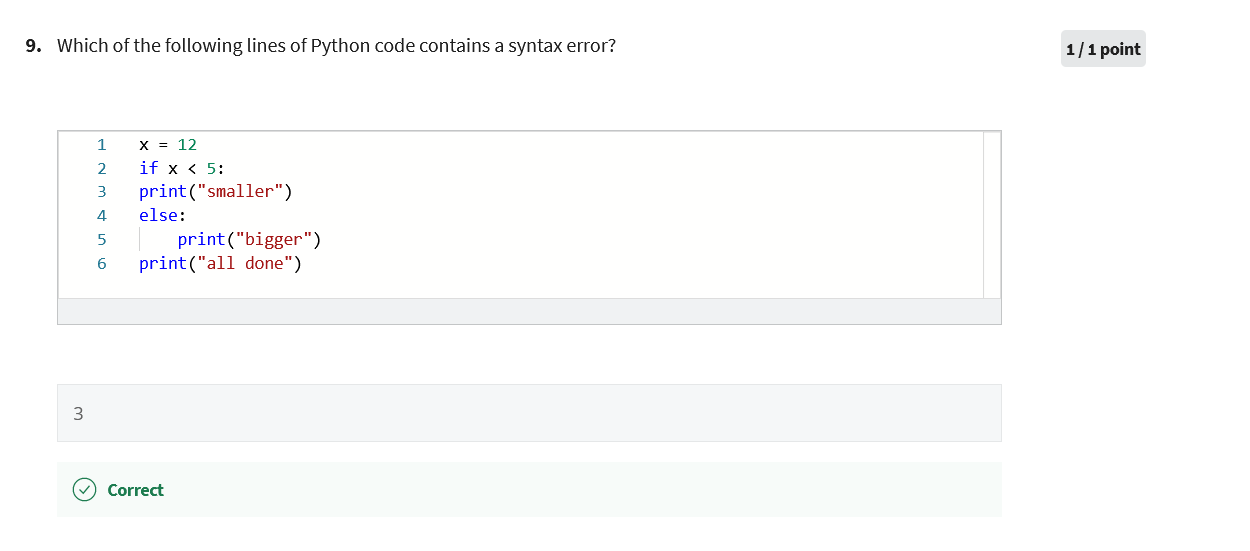 9. Which of the following lines of Python code contains a syntax error?
1 / 1 point
1 x = 12
2 if x < 5:
3 print("smaller")
4 else:
5     print("bigger")
6 print("all done")
3
Correct